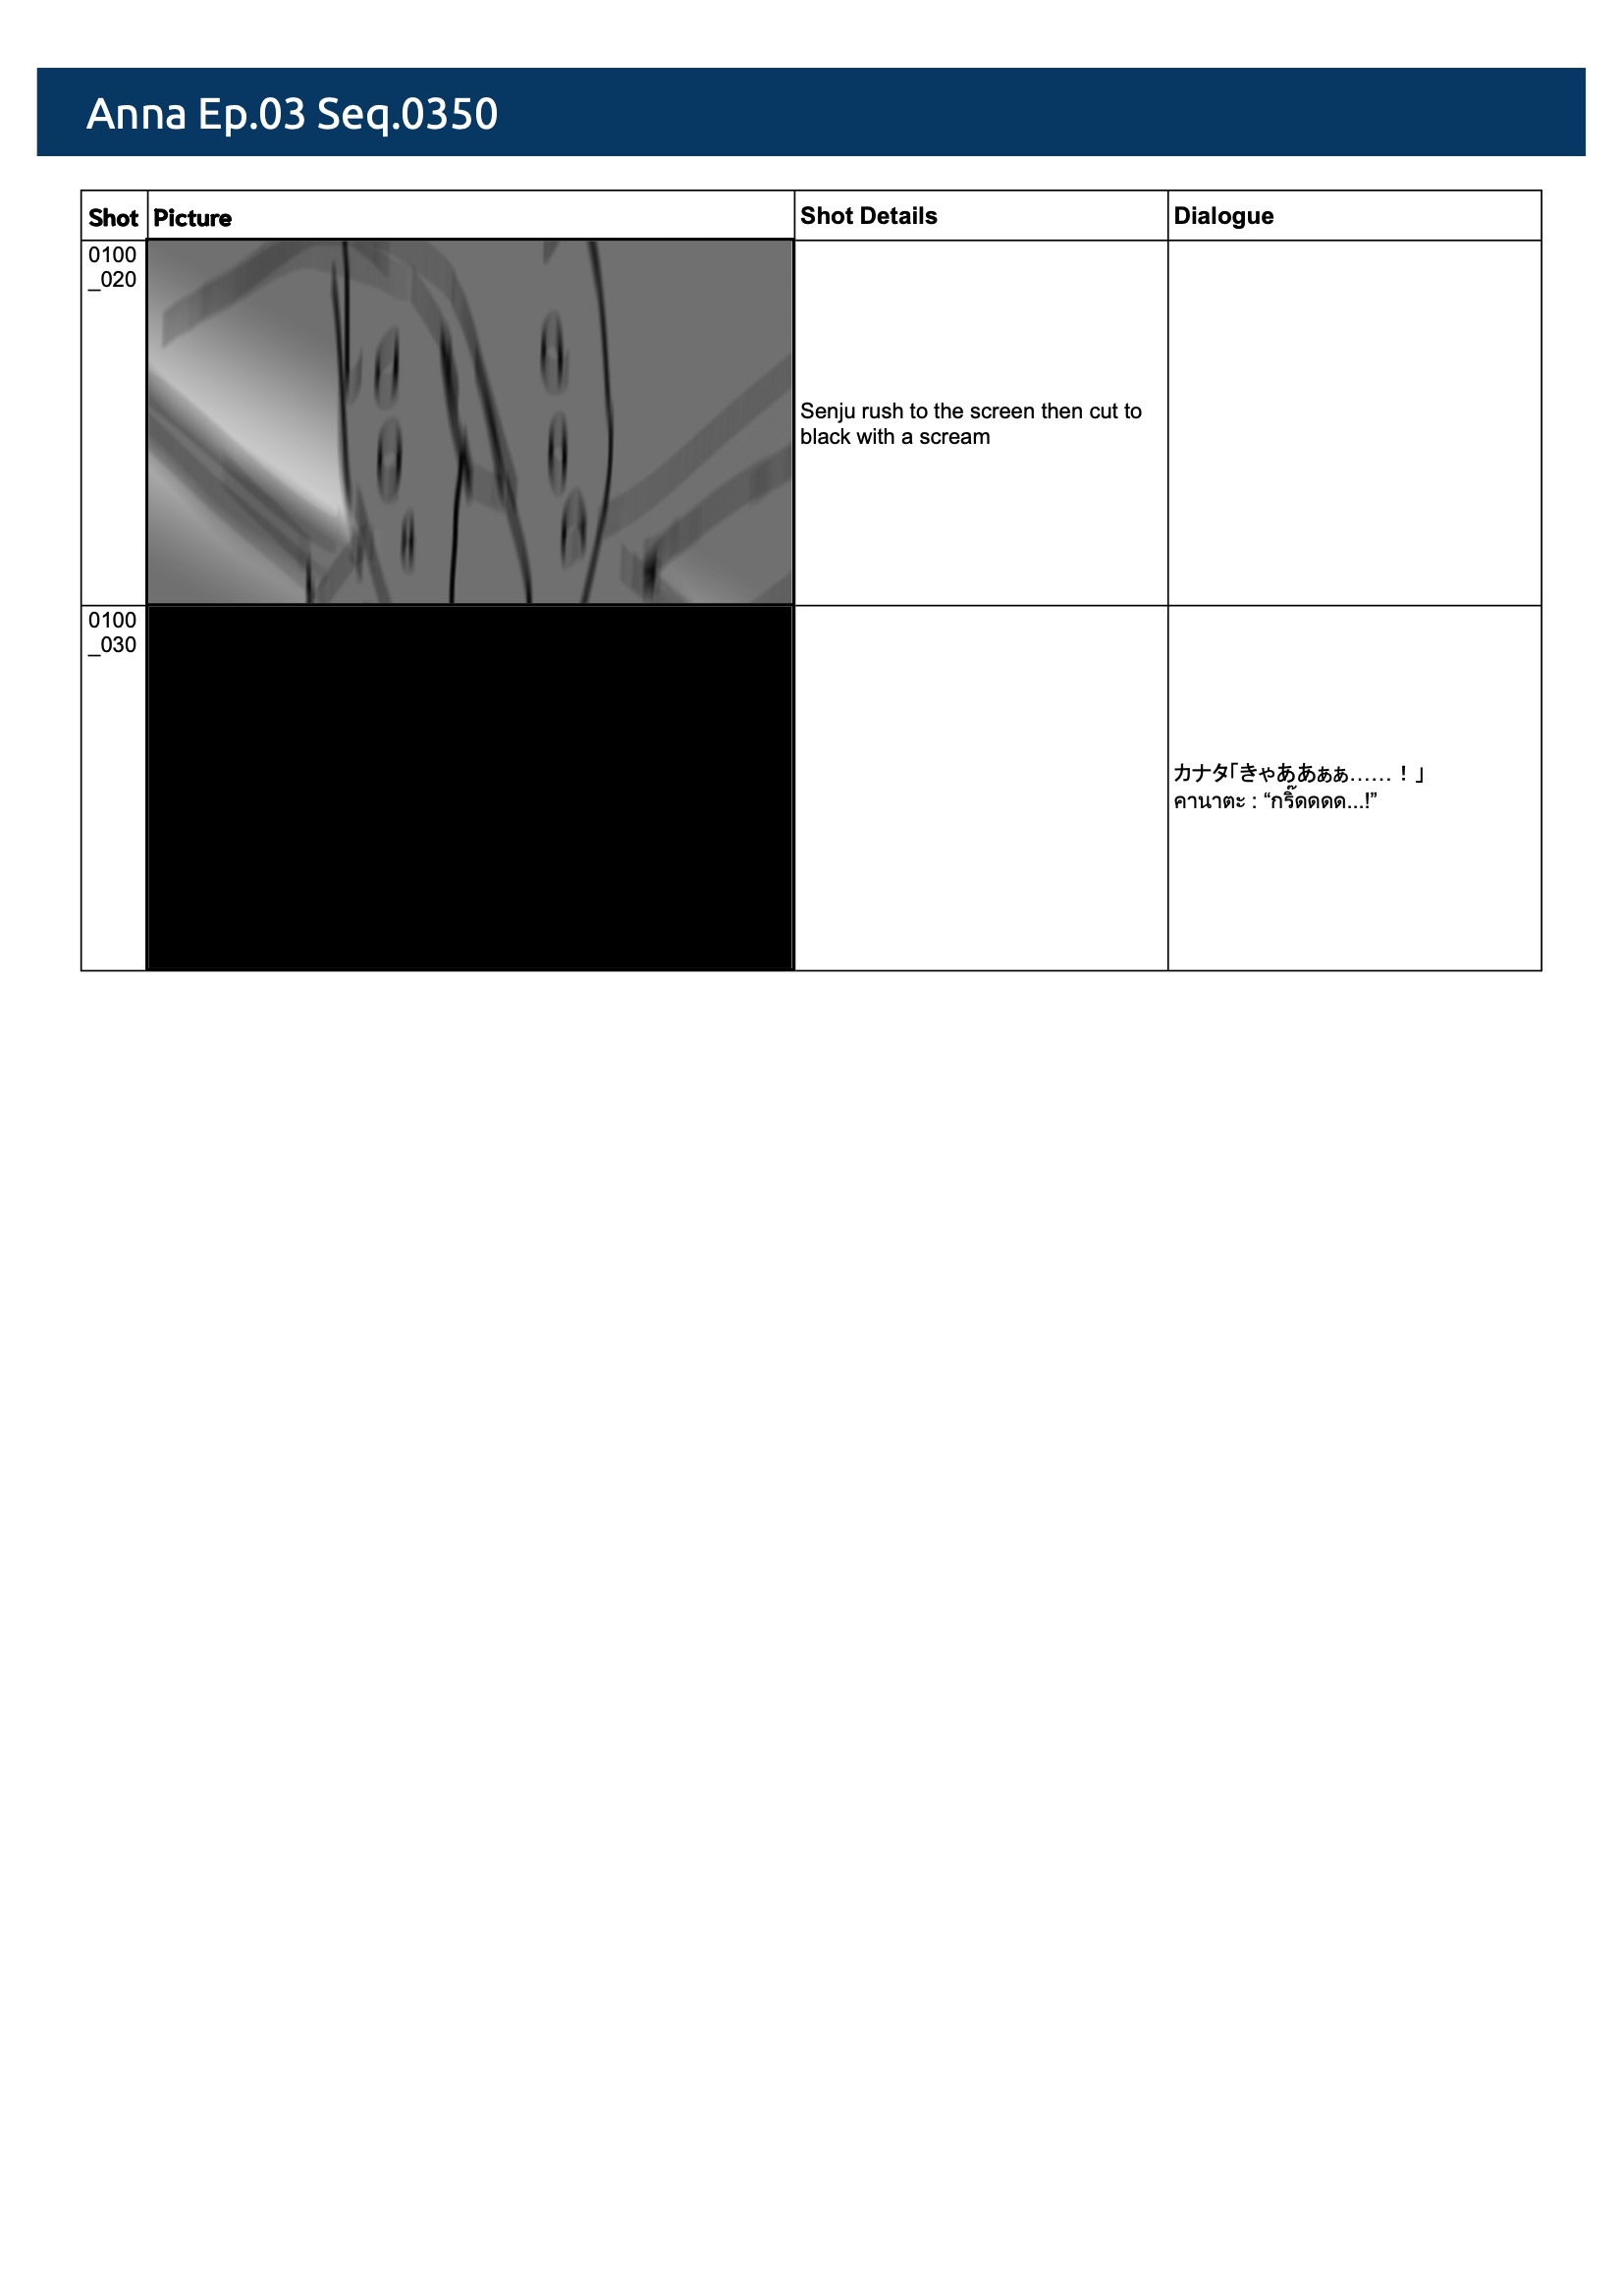 Anna Ep.03 Seq.0350
Shot Picture Shot Details Dialogue
0100
_020
Senju rush to the screen then cut to
black with a scream
0100
_030
カナタ「きゃああぁぁ……！」
คานาตะ : “กริ๊ดดดด...!”